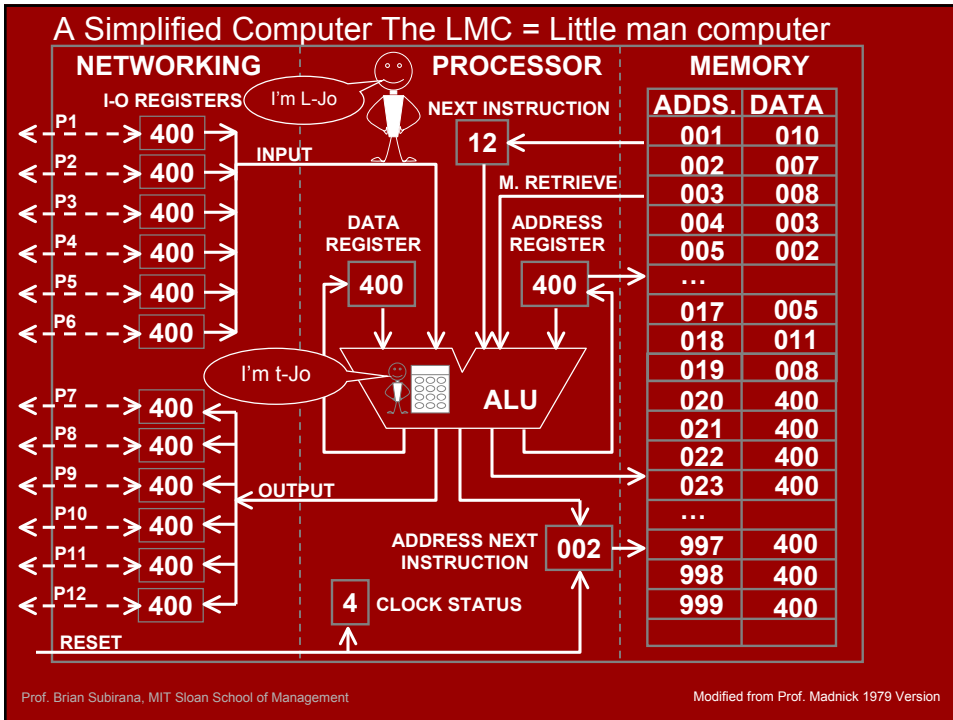 A Simplified Computer The LMC = Little man computer
NETWORKING
PROCESSOR
MEMORY
I-O REGISTERS
I'm L-Jo
NEXT INSTRUCTION
12
ADDS. DATA
001 010
002 007
003 008
004 003
005 002
...
017 005
018 011
019 008
020 400
021 400
022 400
023 400
...
997 400
998 400
999 400
P1 400
P2 400
P3 400
P4 400
P5 400
P6 400
INPUT
M. RETRIEVE
DATA
REGISTER
400
ADDRESS
REGISTER
400
I'm t-Jo
ALU
P7 400
P8 400
P9 400
P10 400
P11 400
P12 400
OUTPUT
ADDRESS NEXT
INSTRUCTION
002
4 CLOCK STATUS
RESET
Prof. Brian Subirana, MIT Sloan School of Management
Modified from Prof. Madnick 1979 Version